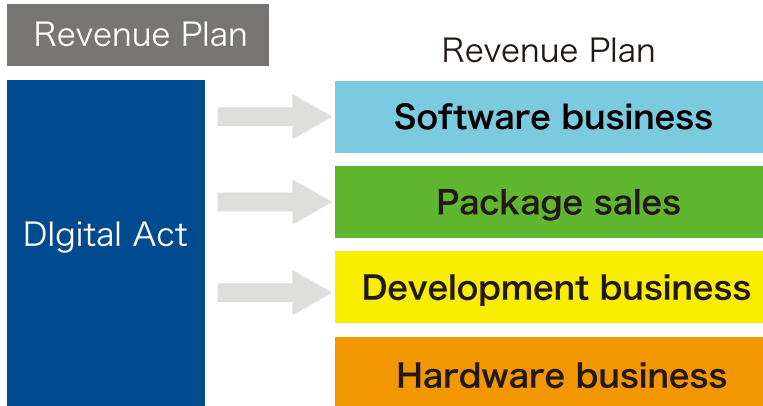 Revenue Plan
Revenue Plan
DIgital Act
Software business
Package sales
Development business
Hardware business